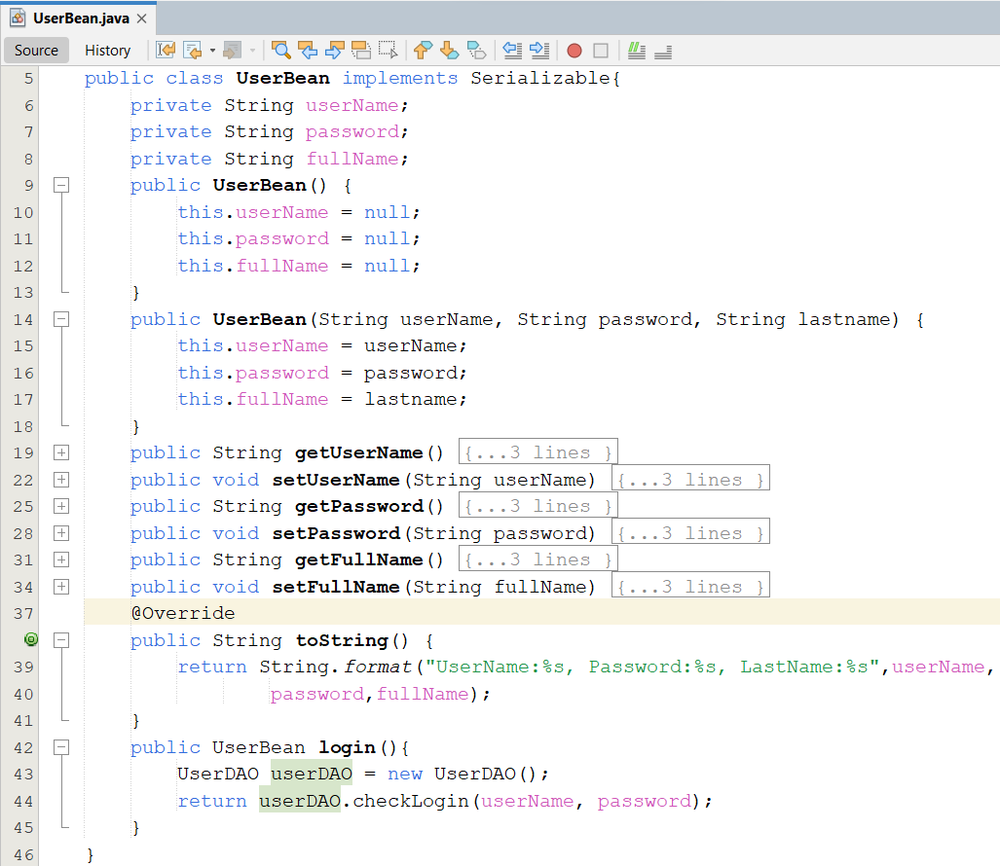 UserBean.java
Source History
5 public class UserBean implements Serializable{
6 private String userName;
7 private String password;
8 private String fullName;
9 public UserBean() {
10 this.userName = null;
11 this.password = null;
12 this.fullName = null;
13 }
14 public UserBean(String userName, String password, String lastname) {
15 this.userName = userName;
16 this.password = password;
17 this.fullName = lastname;
18 }
19 public String getUserName() {...3 lines }
22 public void setUserName(String userName) {...3 lines }
25 public String getPassword() {...3 lines }
28 public void setPassword(String password) {...3 lines }
31 public String getFullName() {...3 lines }
34 public void setFullName(String fullName) {...3 lines }
37 @Override
public String toString() {
39 return String.format("UserName:%s, Password:%s, LastName:%s",userName,
40 password,fullName);
41 }
42 public UserBean login(){
43 UserDAO userDAO = new UserDAO();
44 return userDAO.checkLogin(userName, password);
45 }
46 }